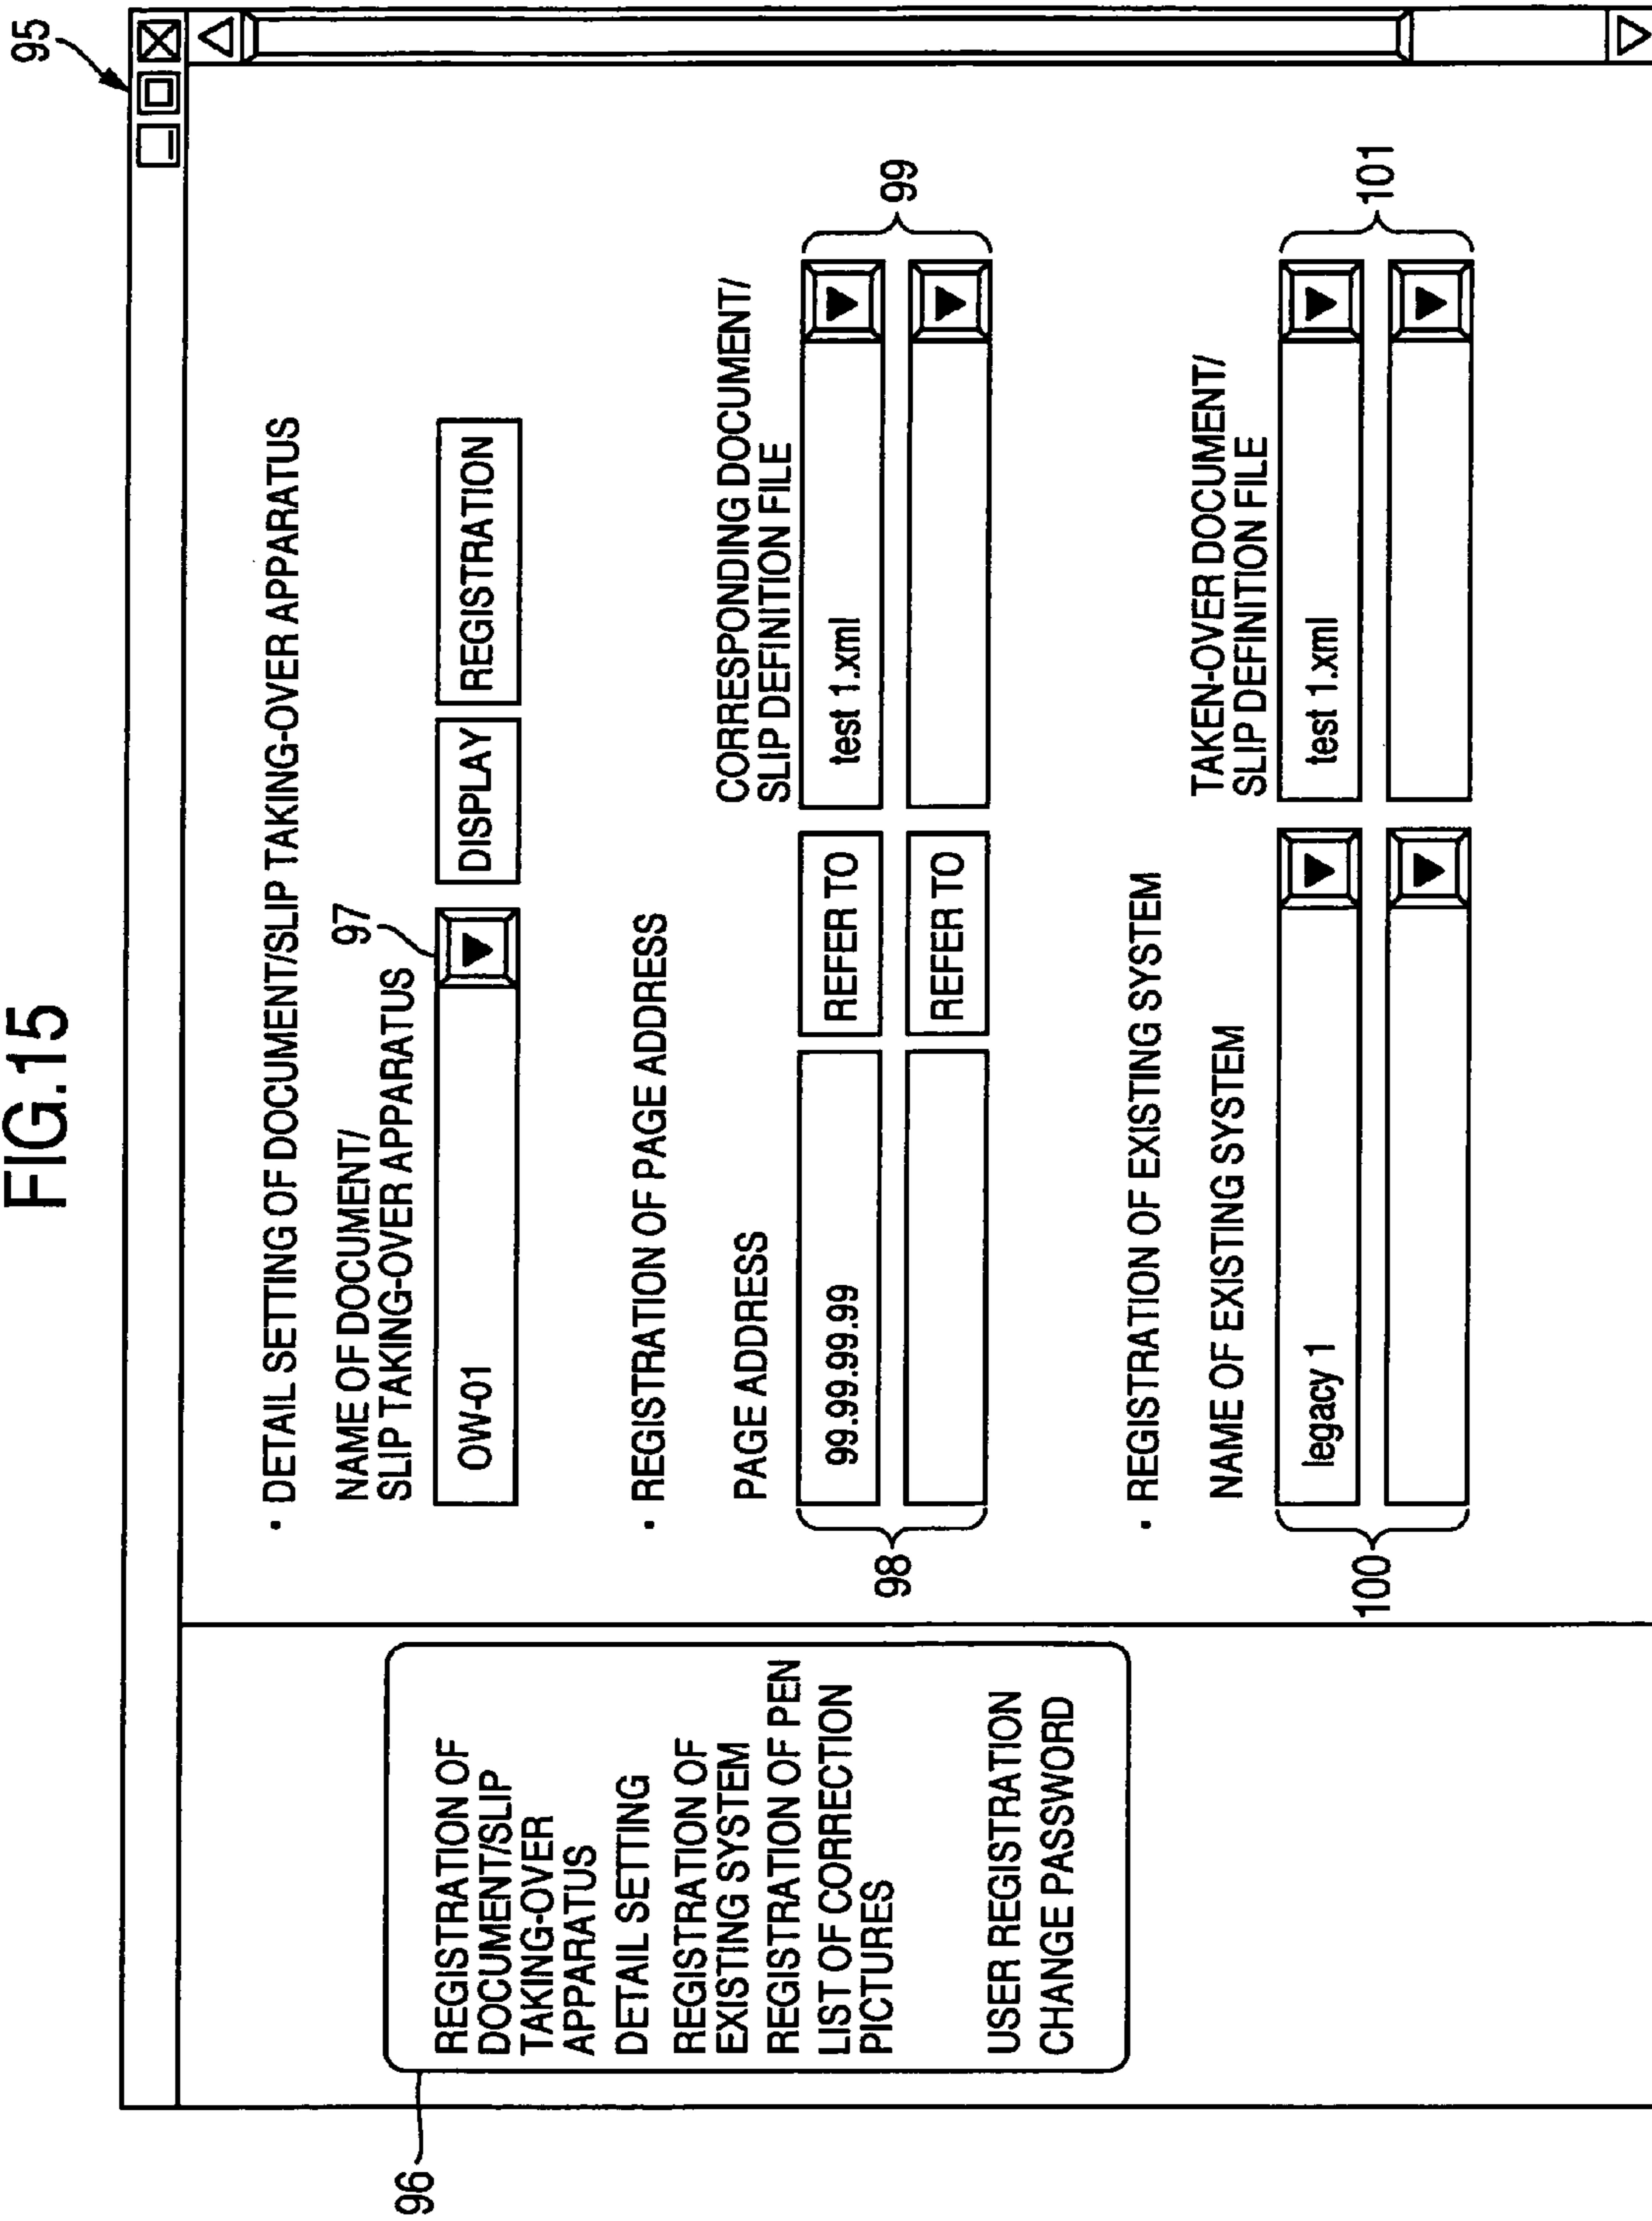 FIG.15
95
96
REGISTRATION OF
DOCUMENT/SLIP
TAKING-OVER
APPARATUS
DETAIL SETTING
REGISTRATION OF
EXISTING SYSTEM
REGISTRATION OF PEN
LIST OF CORRECTION
PICTURES
USER REGISTRATION
CHANGE PASSWORD
· DETAIL SETTING OF DOCUMENT/SLIP TAKING-OVER APPARATUS
NAME OF DOCUMENT/
SLIP TAKING-OVER APPARATUS
97
OW-01 ▼ DISPLAY REGISTRATION
· REGISTRATION OF PAGE ADDRESS
PAGE ADDRESS
CORRESPONDING DOCUMENT/
SLIP DEFINITION FILE
99.99.99.99.99 REFER TO test 1.xml ▼
REFER TO ▼
98
99
· REGISTRATION OF EXISTING SYSTEM
NAME OF EXISTING SYSTEM
TAKEN-OVER DOCUMENT/
SLIP DEFINITION FILE
legacy 1 ▼ test 1.xml ▼
▼ ▼
100
101